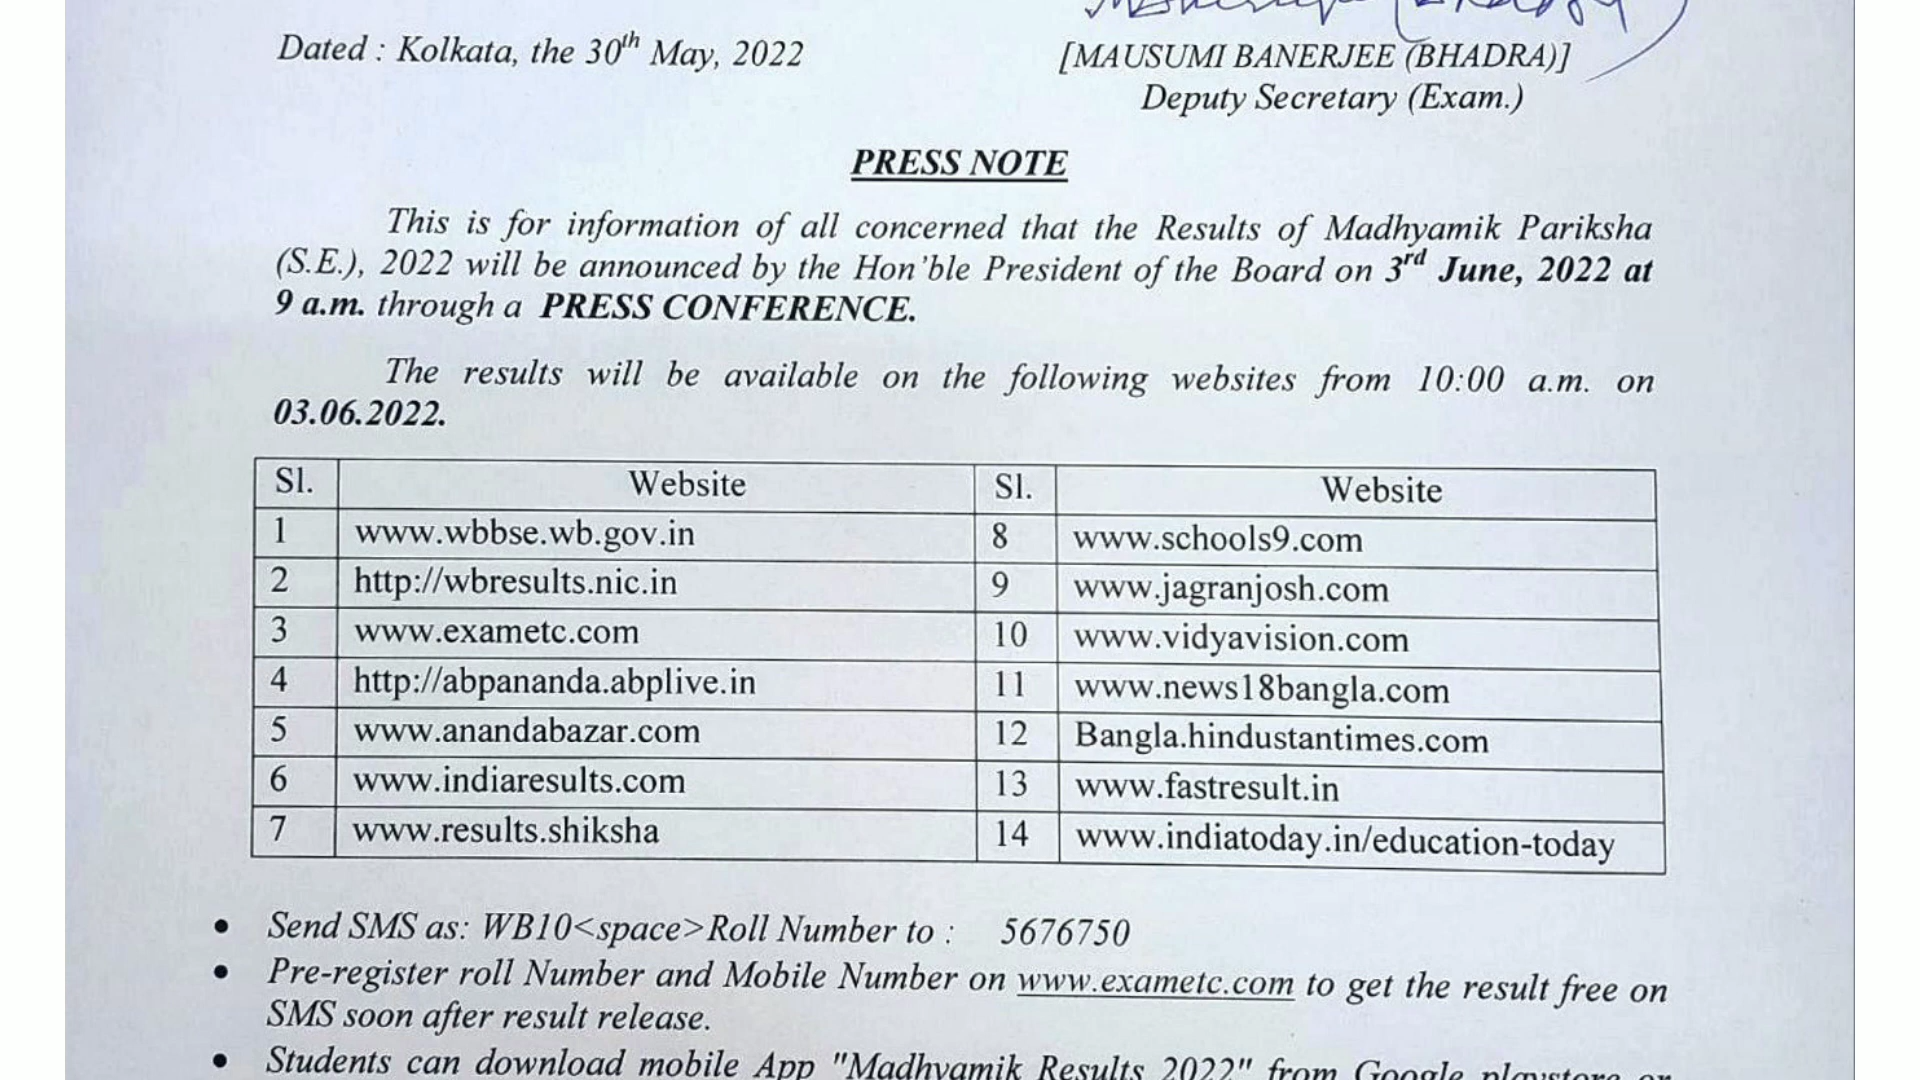 Dated : Kolkata, the 30th May, 2022
[MAUSUMI BANERJEE (BHADRA)]
Deputy Secretary (Exam.)
PRESS NOTE
This is for information of all concerned that the Results of Madhyamik Pariksha
(S.E.), 2022 will be announced by the Hon'ble President of the Board on 3rd June, 2022 at
9 a.m. through a PRESS CONFERENCE.
The results will be available on the following websites from 10:00 a.m. on
03.06.2022.
Sl. Website Sl. Website
1 www.wbbse.wb.gov.in 8 www.schools9.com
2 http://wbresults.nic.in 9 www.jagranjosh.com
3 www.exametc.com 10 www.vidyavision.com
4 http://abpananda.abplive.in 11 www.news18bangla.com
5 www.anandabazar.com 12 Bangla.hindustantimes.com
6 www.indiaresults.com 13 www.fastresult.in
7 www.results.shiksha 14 www.indiatoday.in/education-today
• Send SMS as: WB10<space>Roll Number to : 5676750
• Pre-register roll Number and Mobile Number on www.exametc.com to get the result free on
SMS soon after result release.
• Students can download mobile App "Madhyamik Results 2022" from Google playstore or